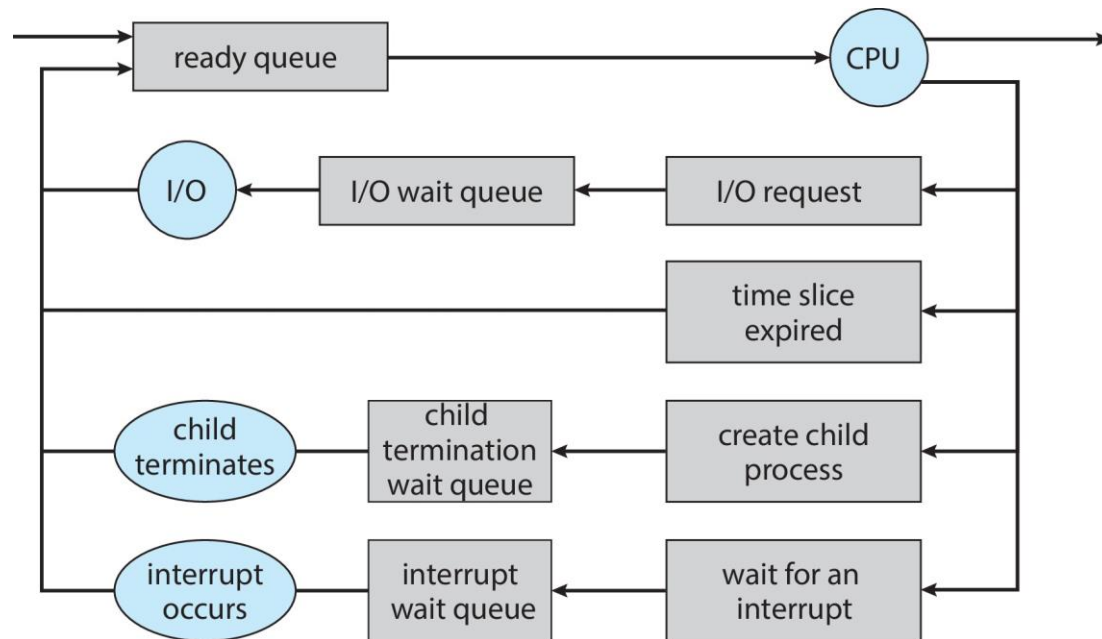 ready queue
CPU
I/O
I/O wait queue
I/O request
time slice
expired
child
terminates
child
termination
wait queue
create child
process
interrupt
occurs
interrupt
wait queue
wait for an
interrupt